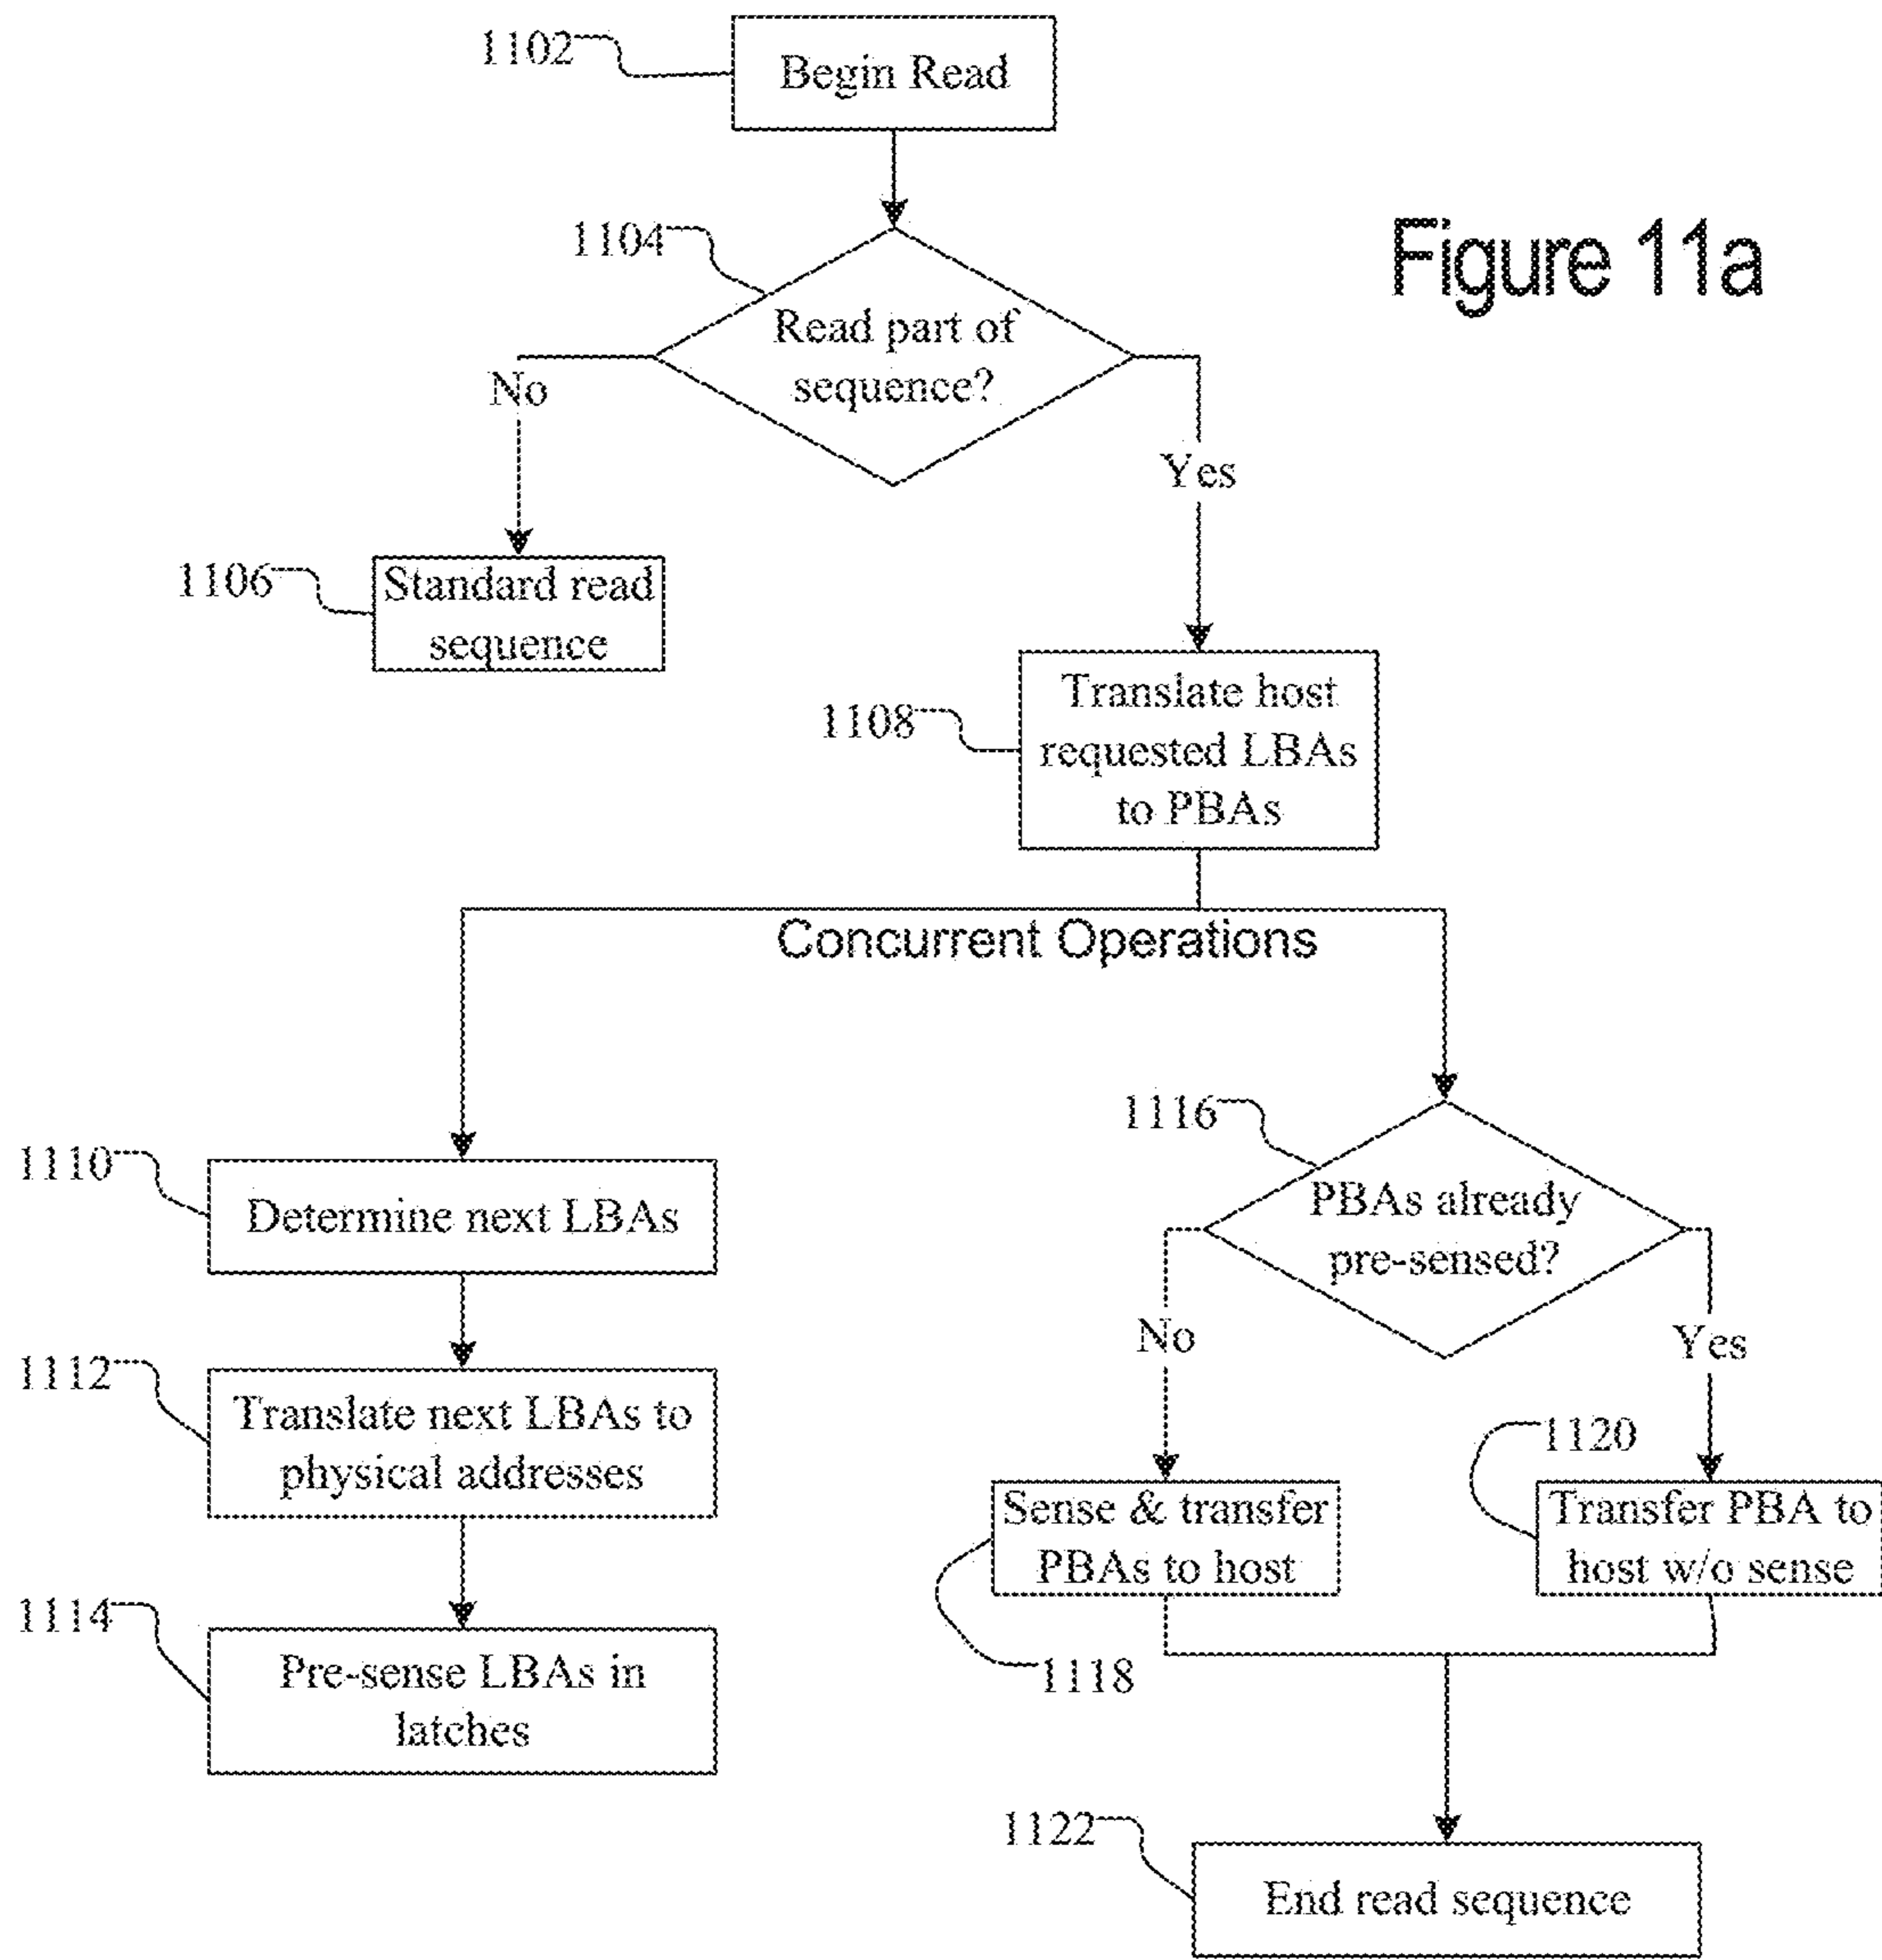 1102
Begin Read
Figure 11a
1104
Read part of
sequence?
No
Yes
1106
Standard read
sequence
1108
Translate host
requested LBAs
to PBAs
Concurrent Operations
1110
Determine next LBAs
1112
Translate next LBAs to
physical addresses
1114
Pre-sense LBAs in
latches
1116
PBAs already
pre-sensed?
No
Yes
1120
Sense & transfer
PBAs to host
Transfer PBA to
host w/o sense
1118
1122
End read sequence